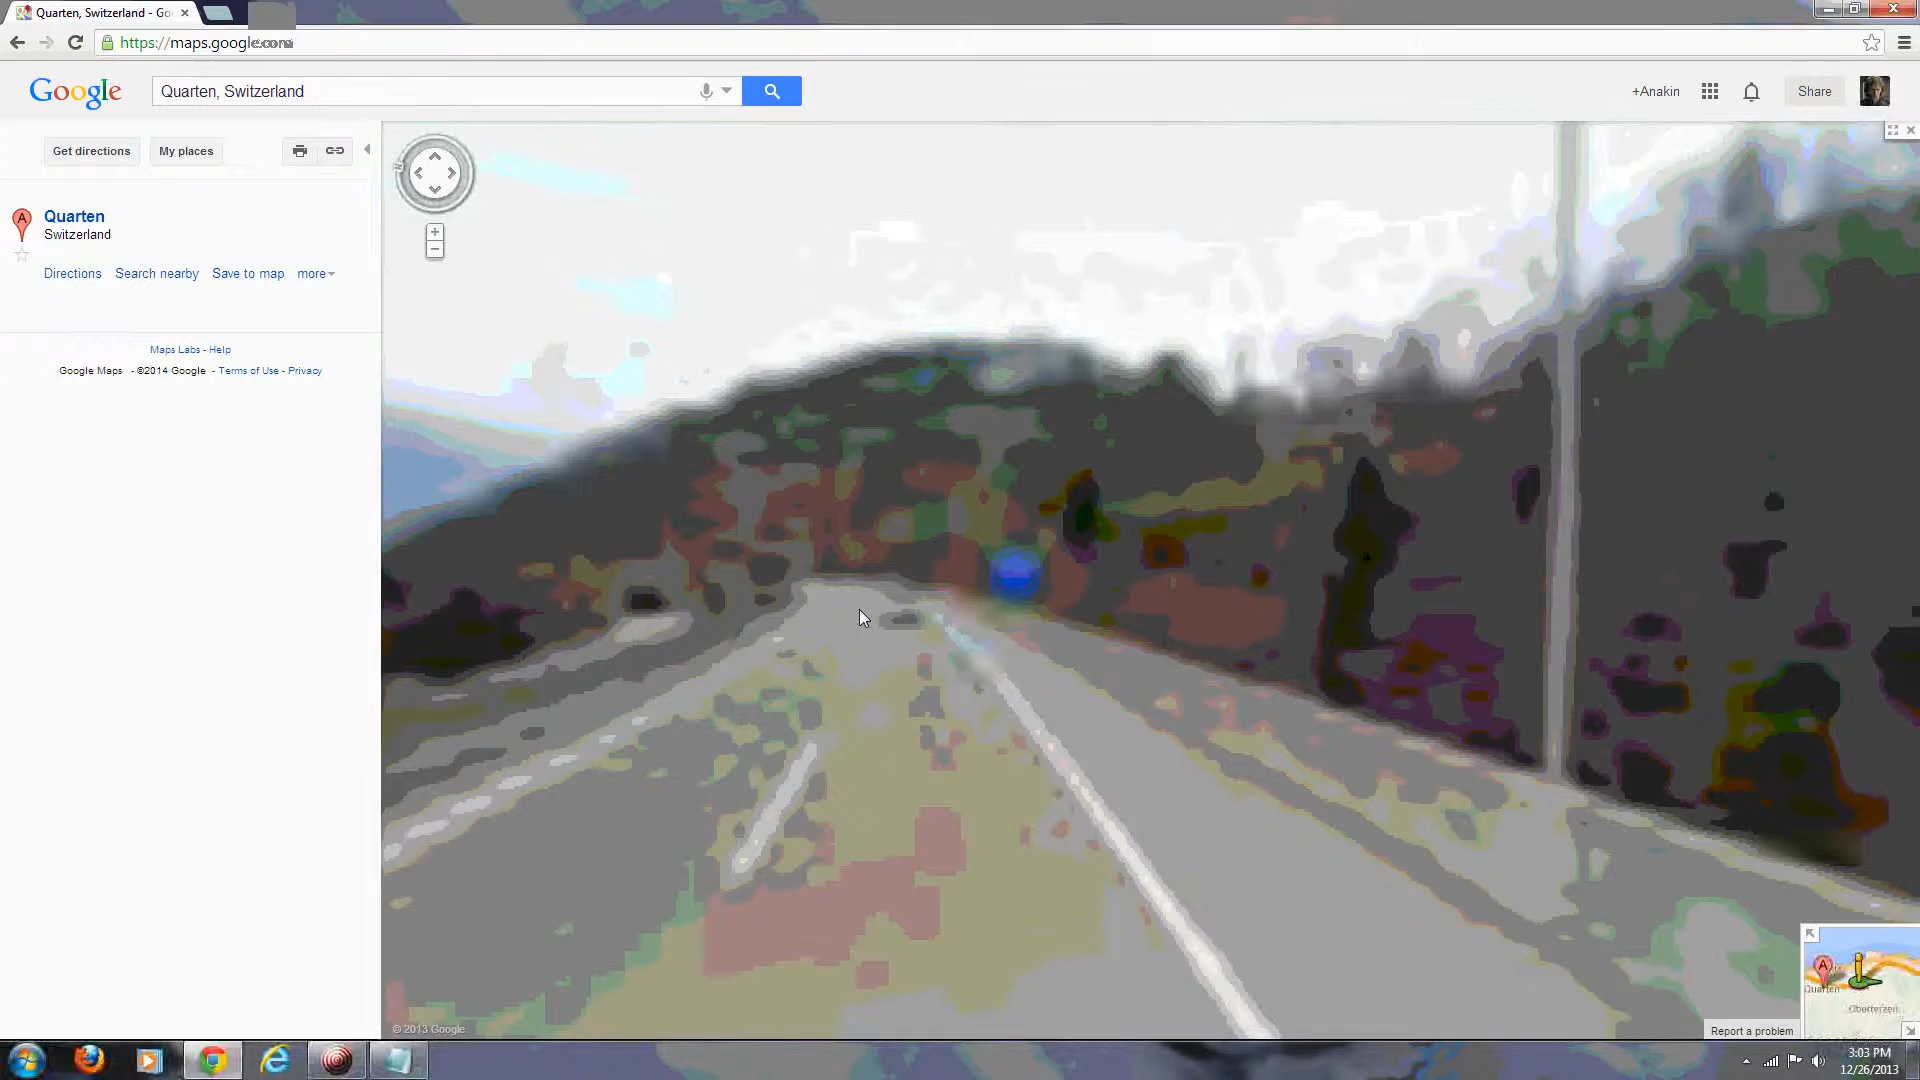 Quarten, Switzerland - Go
https://maps.google.com
Google
Quarten, Switzerland
+Anakin
Share
Get directions
My places
A
Quarten
Switzerland
Directions
Search nearby
Save to map
more
Maps Labs - Help
Google Maps - ©2014 Google - Terms of Use - Privacy
N
+
−
A
Quarten
Oberterzen
© 2013 Google
Report a problem
3:03 PM
12/26/2013